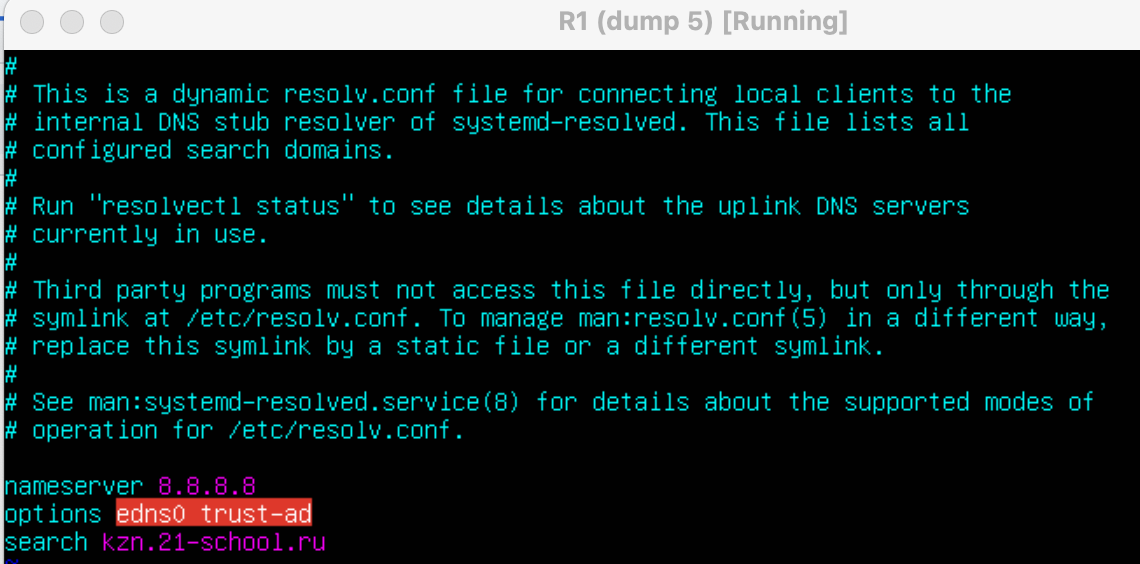 R1 (dump 5) [Running]
#
# This is a dynamic resolv.conf file for connecting local clients to the
# internal DNS stub resolver of systemd-resolved. This file lists all
# configured search domains.
#
# Run "resolvectl status" to see details about the uplink DNS servers
# currently in use.
#
# Third party programs must not access this file directly, but only through the
# symlink at /etc/resolv.conf. To manage man:resolv.conf(5) in a different way,
# replace this symlink by a static file or a different symlink.
#
# See man:systemd-resolved.service(8) for details about the supported modes of
# operation for /etc/resolv.conf.
nameserver 8.8.8.8
options edns0 trust-ad
search kzn.21-school.ru